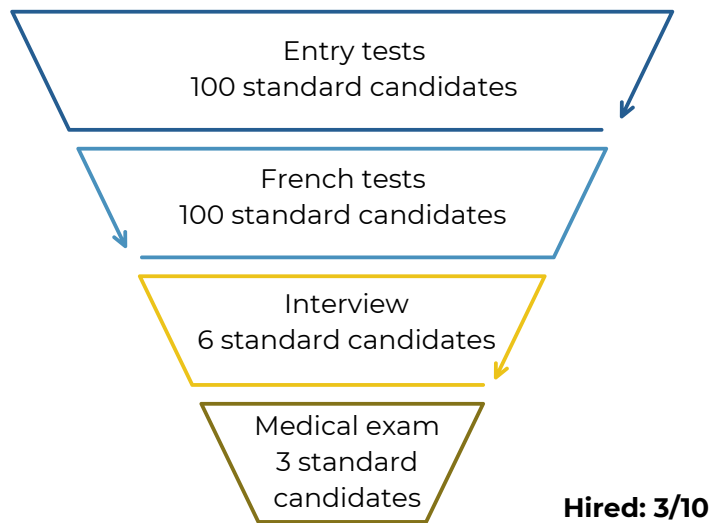 Entry tests
100 standard candidates
French tests
100 standard candidates
Interview
6 standard candidates
Medical exam
3 standard
candidates
Hired: 3/10